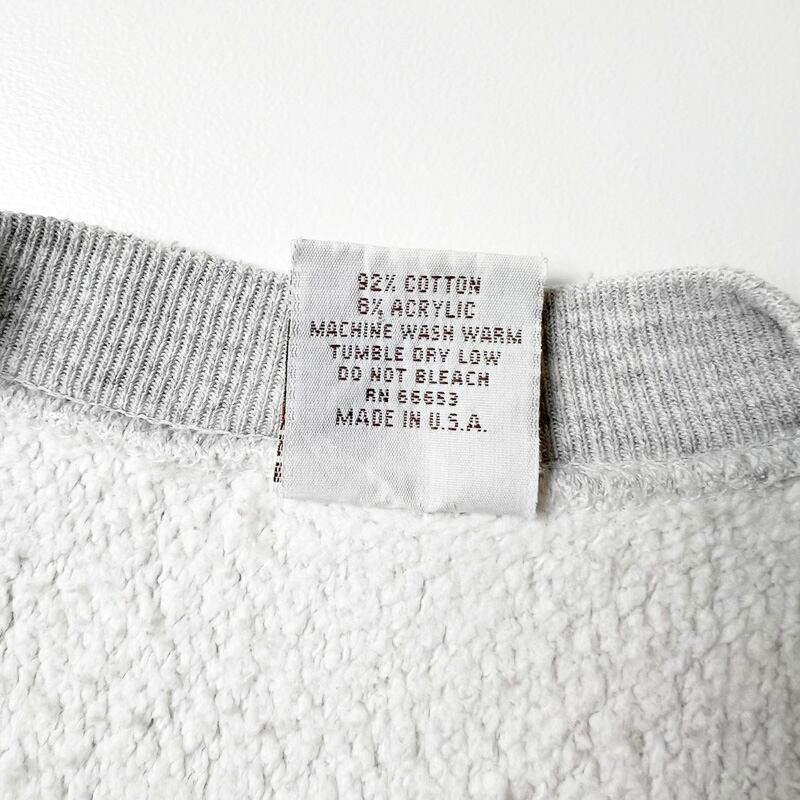 92% COTTON
8% ACRYLIC
MACHINE WASH WARM
TUMBLE DRY LOW
DO NOT BLEACH
RN 66653
MADE IN U.S.A.